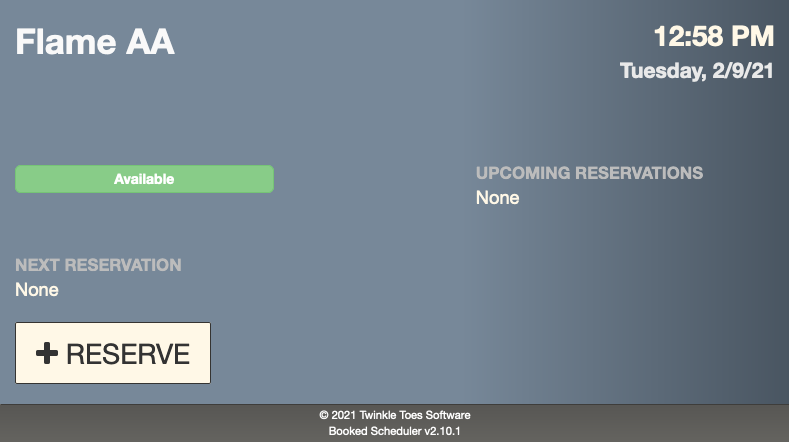 Flame AA
12:58 PM
Tuesday, 2/9/21
Available
UPCOMING RESERVATIONS
None
NEXT RESERVATION
None
RESERVE
© 2021 Twinkle Toes Software
Booked Scheduler v2.10.1